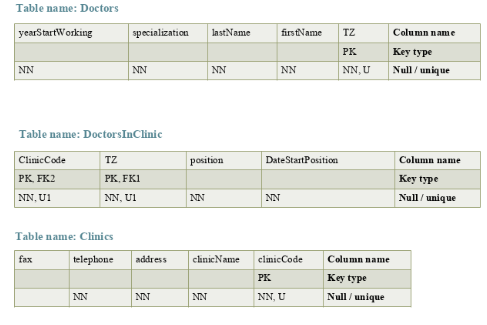 Table name: Doctors
yearStartWorking specialization lastName firstName TZ Column name
PK Key type
NN NN NN NN NN, U Null / unique
Table name: DoctorsInClinic
ClinicCode TZ position DateStartPosition Column name
PK, FK2 PK, FK1 Key type
NN, U1 NN, U1 NN NN Null / unique
Table name: Clinics
fax telephone address clinicName clinicCode Column name
PK Key type
NN NN NN NN, U Null / unique